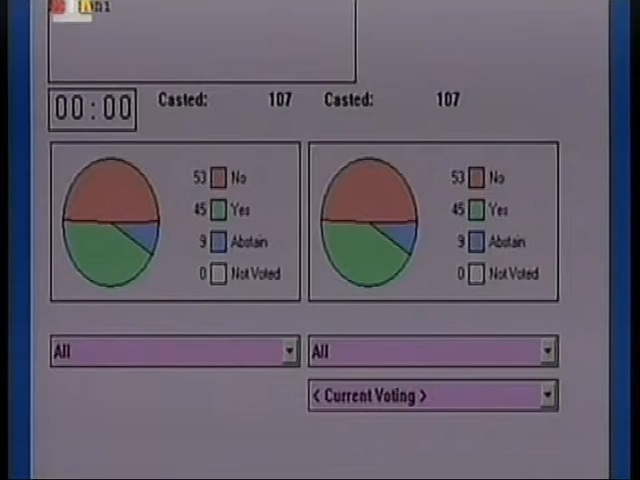 00:00 Casted: 107 Casted: 107
53 No 53 No
45 Yes 45 Yes
9 Abstain 9 Abstain
0 Not Voted 0 Not Voted
All All
< Current Voting >